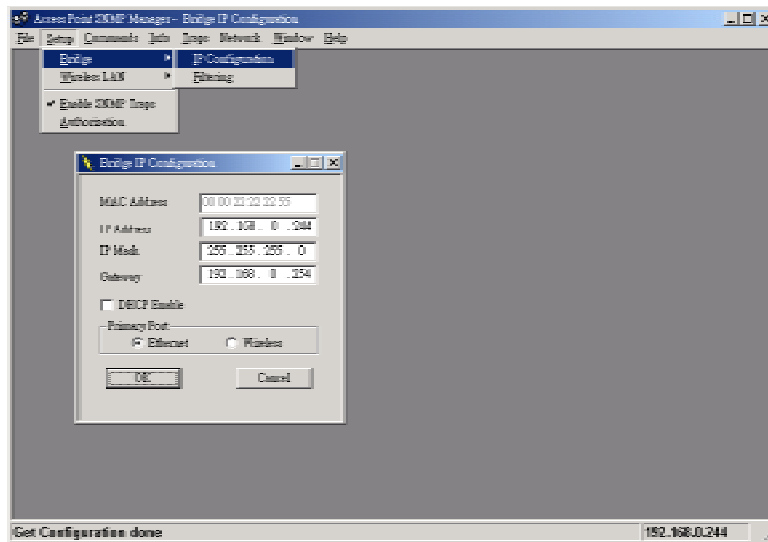 Access Point SNMP Manager - Bridge IP Configuration
File Setup Commands Info Traps Network Window Help
Bridge
IP Configuration
Wireless LAN
Filtering
Enable SNMP Traps
Authorization
Bridge IP Configuration
MAC Address 00 00 22 22 22 55
IP Address 192 . 168 . 0 . 244
IP Mask 255 . 255 . 255 . 0
Gateway 192 . 168 . 0 . 254
DHCP Enable
Primary Port:
Ethernet Wireless
OK Cancel
Get Configuration done 192.168.0.244